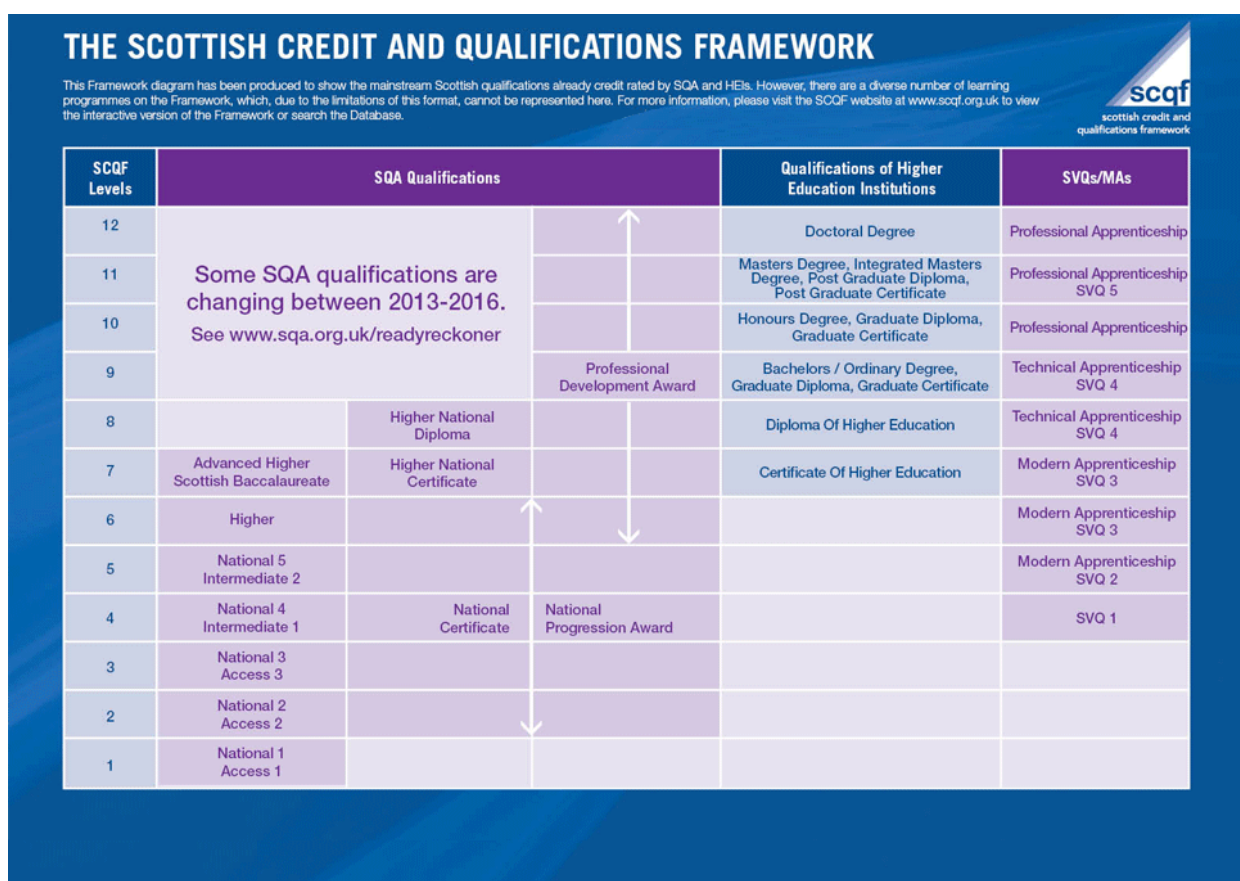 THE SCOTTISH CREDIT AND QUALIFICATIONS FRAMEWORK
This Framework diagram has been produced to show the mainstream Scottish qualifications already credit rated by SQA and HEIs. However, there are a diverse number of learning
programmes on the Framework, which, due to the limitations of this format, cannot be represented here. For more information, please visit the SCQF website at www.scqf.org.uk to view
the interactive version of the Framework or search the Database.
scqf
scottish credit and
qualifications framework
SCQF
Levels
SQA Qualifications
Qualifications of Higher
Education Institutions
SVQs/MAs
12
Doctoral Degree
Professional Apprenticeship
Some SQA qualifications are
changing between 2013-2016.
See www.sqa.org.uk/readyreckoner
11
Masters Degree, Integrated Masters
Degree, Post Graduate Diploma,
Post Graduate Certificate
Professional Apprenticeship
SVQ 5
10
Honours Degree, Graduate Diploma,
Graduate Certificate
Professional Apprenticeship
9
Professional
Development Award
Bachelors / Ordinary Degree,
Graduate Diploma, Graduate Certificate
Technical Apprenticeship
SVQ 4
8
Higher National
Diploma
Diploma Of Higher Education
Technical Apprenticeship
SVQ 4
7
Advanced Higher
Scottish Baccalaureate
Higher National
Certificate
Certificate Of Higher Education
Modern Apprenticeship
SVQ 3
6
Higher
Modern Apprenticeship
SVQ 3
5
National 5
Intermediate 2
Modern Apprenticeship
SVQ 2
4
National 4
Intermediate 1
National
Certificate
National
Progression Award
SVQ 1
3
National 3
Access 3
2
National 2
Access 2
1
National 1
Access 1